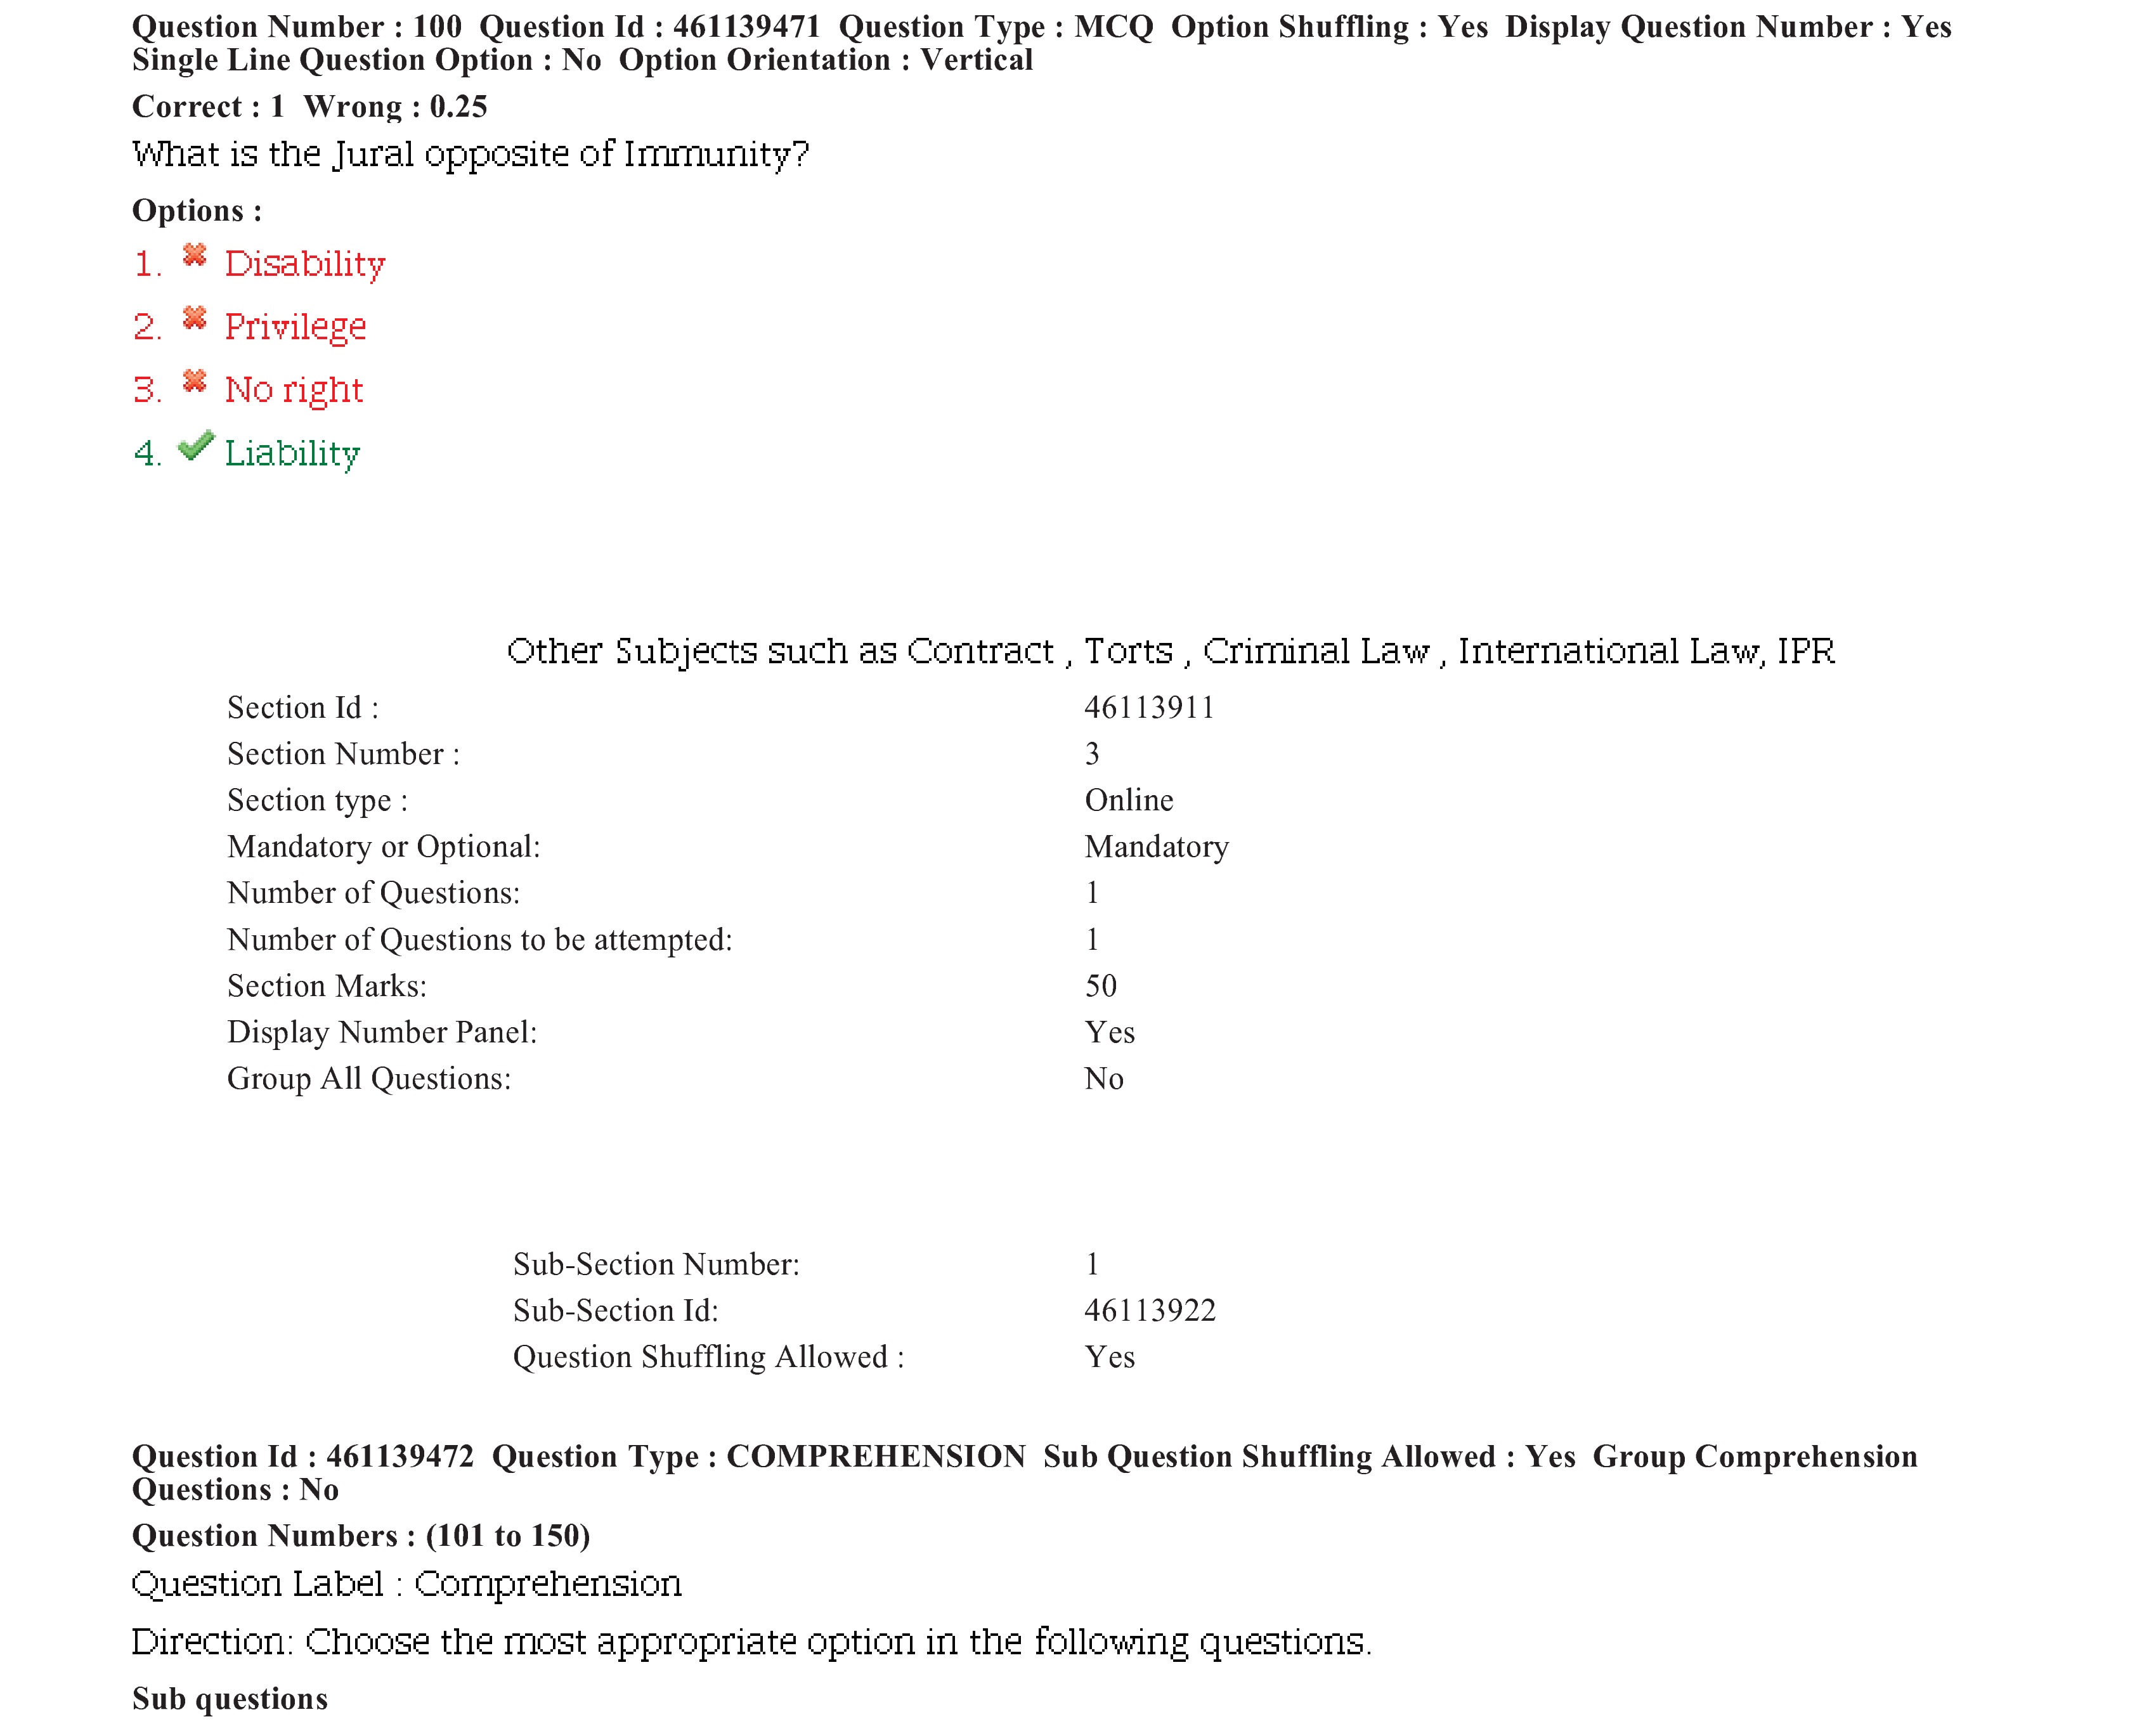 Question Number : 100 Question Id : 461139471 Question Type : MCQ Option Shuffling : Yes Display Question Number : Yes
Single Line Question Option : No Option Orientation : Vertical
Correct : 1 Wrong : 0.25
What is the Jural opposite of Immunity?
Options :
1. Disability
2. Privilege
3. No right
4. Liability
Other Subjects such as Contract , Torts , Criminal Law , International Law, IPR
Section Id : 46113911
Section Number : 3
Section type : Online
Mandatory or Optional: Mandatory
Number of Questions: 1
Number of Questions to be attempted: 1
Section Marks: 50
Display Number Panel: Yes
Group All Questions: No
Sub-Section Number: 1
Sub-Section Id: 46113922
Question Shuffling Allowed : Yes
Question Id : 461139472 Question Type : COMPREHENSION Sub Question Shuffling Allowed : Yes Group Comprehension
Questions : No
Question Numbers : (101 to 150)
Question Label : Comprehension
Direction: Choose the most appropriate option in the following questions.
Sub questions